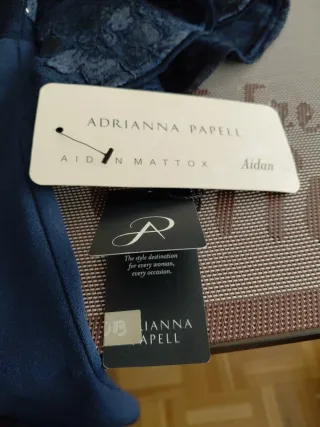 ADRIANNA PAPELL
AIDAN MATTOX Aidan
The style destination
for every woman,
every occasion.
ADRIANNA
PAPELL